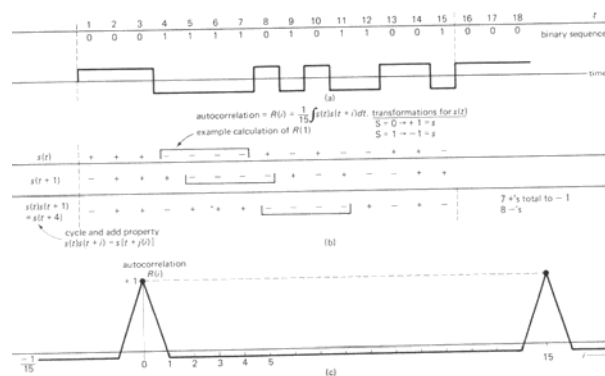 1 2 3 4 5 6 7 8 9 10 11 12 13 14 15 16 17 18 t
0 0 0 1 1 1 1 0 1 0 1 1 0 0 1 0 0 0 binary sequence
time
(a)
autocorrelation = R(i) = 1/15 ∫s(t)s(t + i)dt. transformations for s(t)
S = 0 → + 1 = s
S = 1 → − 1 = s
example calculation of R(1)
s(t) + + + − − − − + − + − − + + −
s(t + 1) − + + + − − − − + − + − − + +
s(t)s(t + 1) − + + − + + + − − − − + − + − 7 +'s total to − 1
= s(t + 4) 8 −'s
cycle and add property
s(t)s(t + i) = s[t + j(i)]
(b)
autocorrelation
R(i)
+ 1
−1/15 0 1 2 3 4 5 15 i
(c)